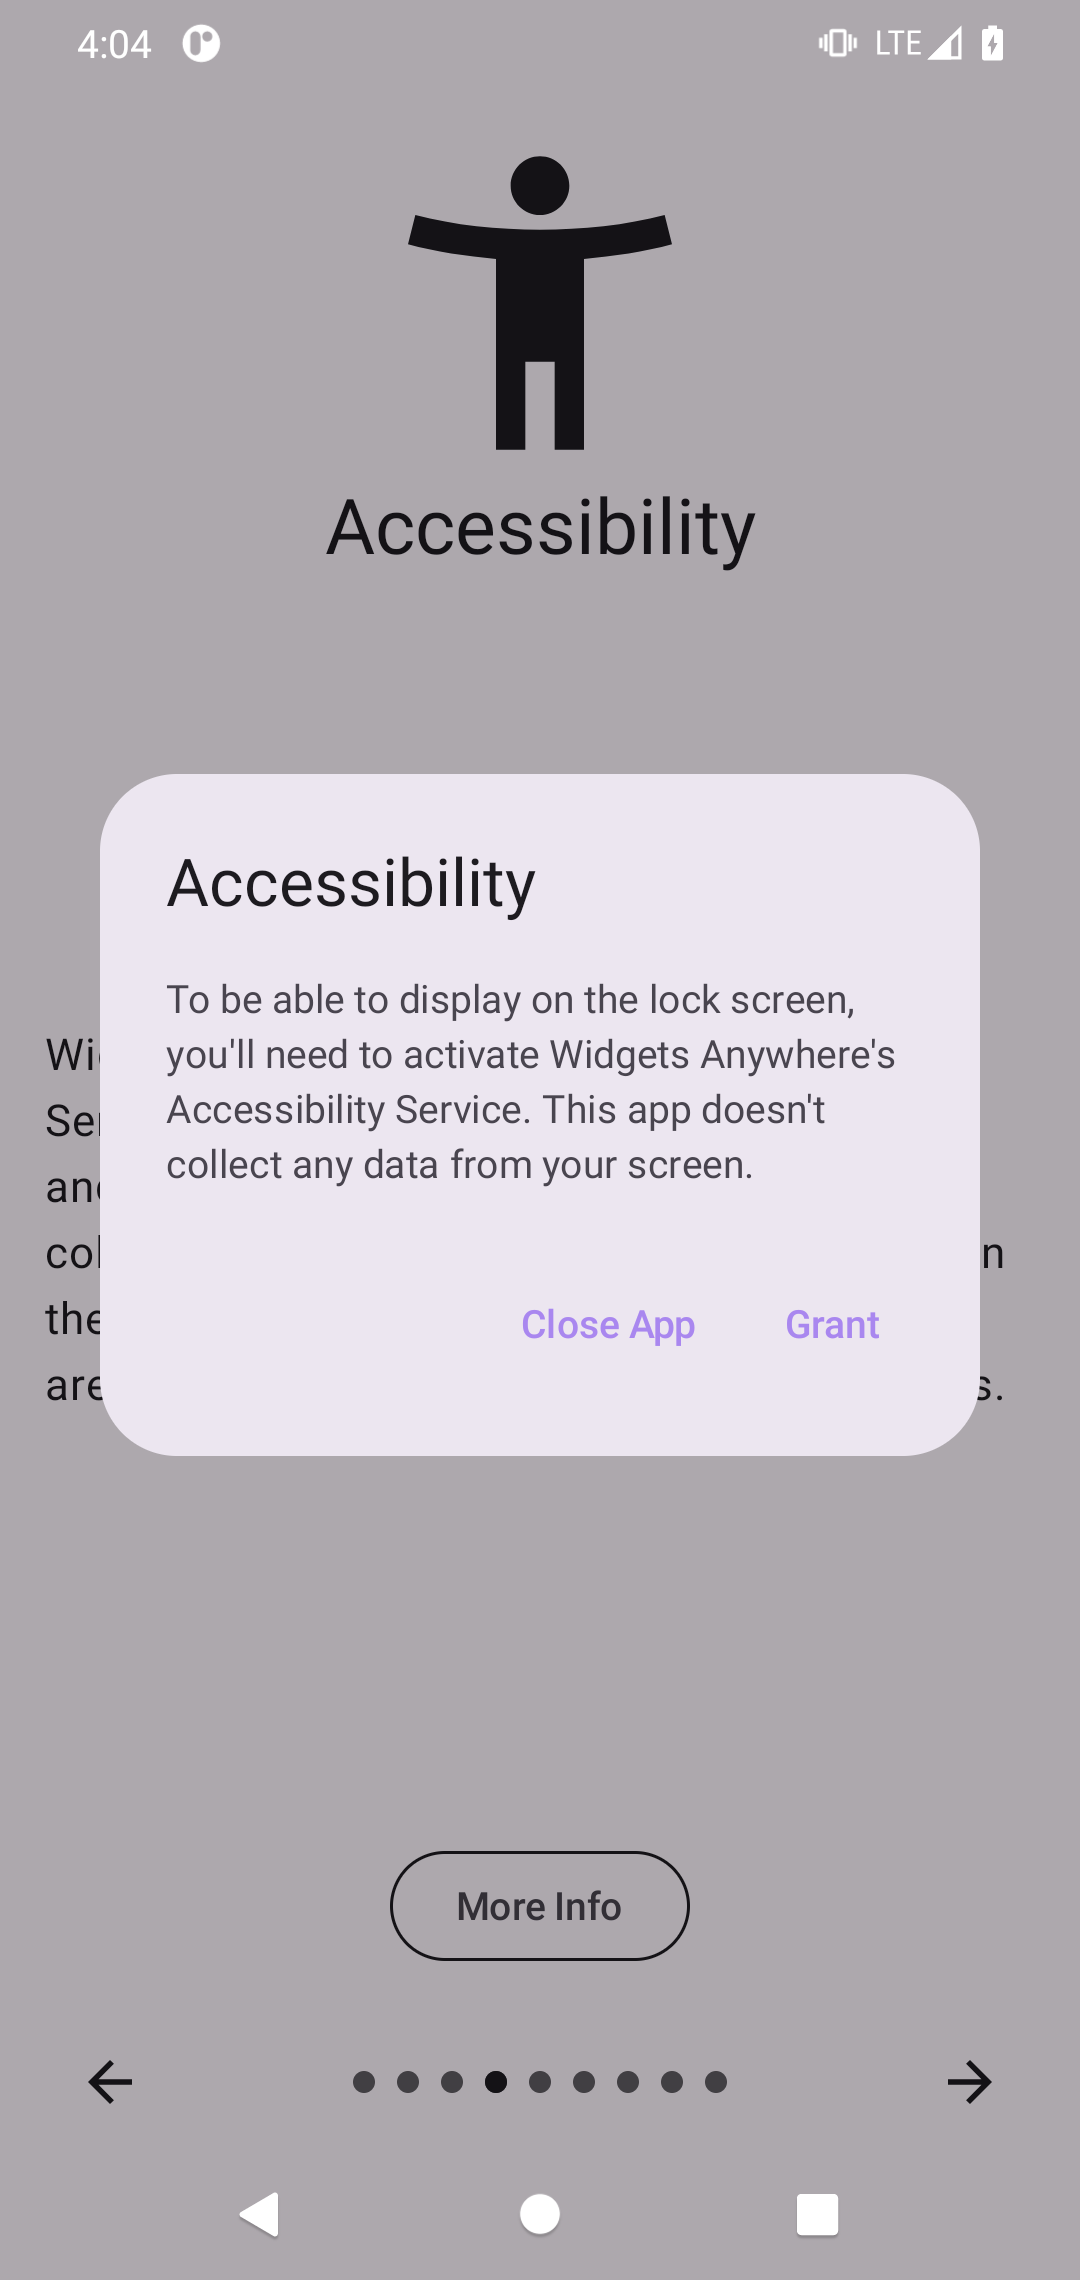 4:04
LTE
Accessibility
Accessibility
To be able to display on the lock screen,
you'll need to activate Widgets Anywhere's
Accessibility Service. This app doesn't
collect any data from your screen.
Close App
Grant
More Info